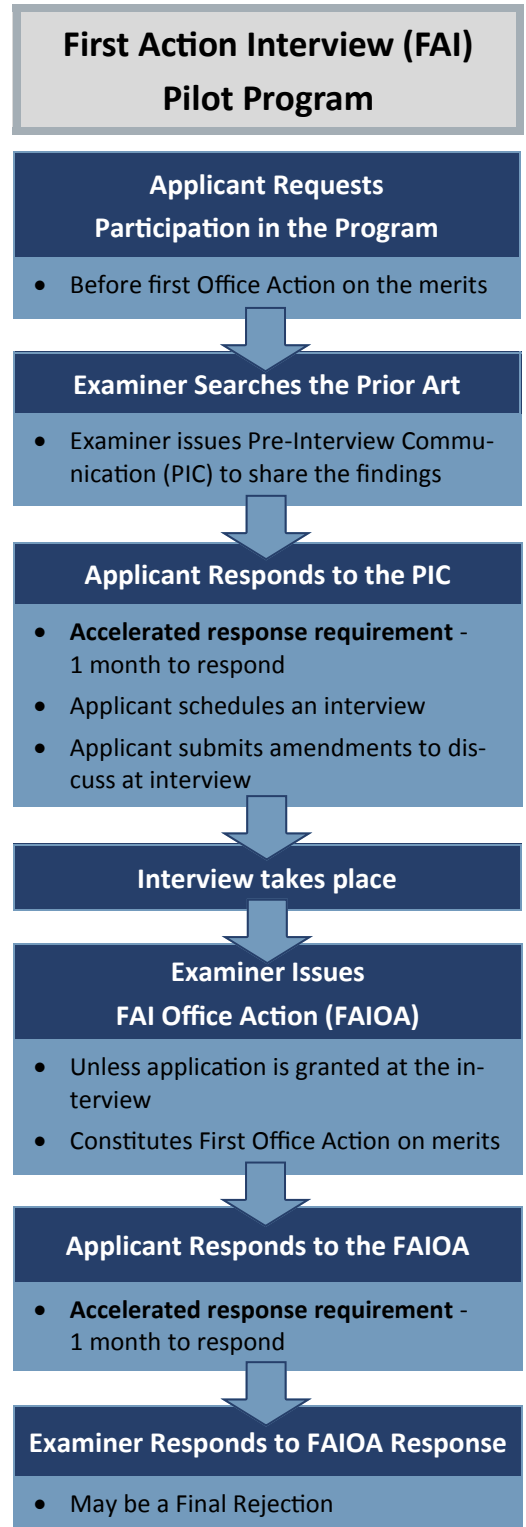 First Action Interview (FAI)
Pilot Program
Applicant Requests
Participation in the Program
• Before first Office Action on the merits
Examiner Searches the Prior Art
• Examiner issues Pre-Interview Commu-
nication (PIC) to share the findings
Applicant Responds to the PIC
• Accelerated response requirement -
1 month to respond
• Applicant schedules an interview
• Applicant submits amendments to dis-
cuss at interview
Interview takes place
Examiner Issues
FAI Office Action (FAIOA)
• Unless application is granted at the in-
terview
• Constitutes First Office Action on merits
Applicant Responds to the FAIOA
• Accelerated response requirement -
1 month to respond
Examiner Responds to FAIOA Response
• May be a Final Rejection